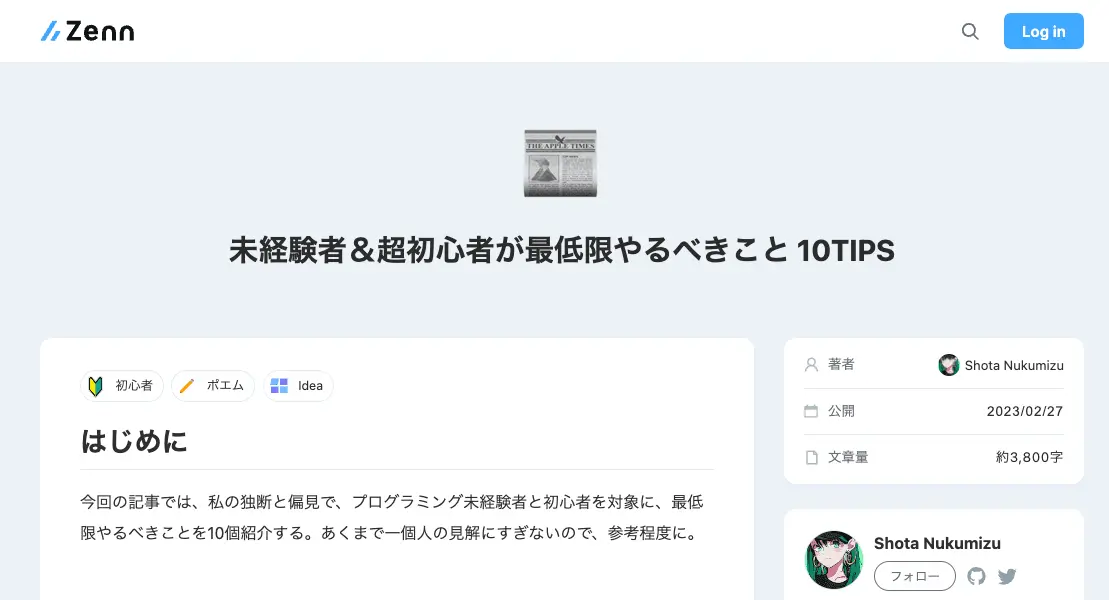 Zenn
Log in
THE APPLE TIMES
未経験者＆超初心者が最低限やるべきこと 10TIPS
初心者
ポエム
Idea
はじめに
今回の記事では、私の独断と偏見で、プログラミング未経験者と初心者を対象に、最低
限やるべきことを10個紹介する。あくまで一個人の見解にすぎないので、参考程度に。
著者
Shota Nukumizu
公開
2023/02/27
文章量
約3,800字
Shota Nukumizu
フォロー